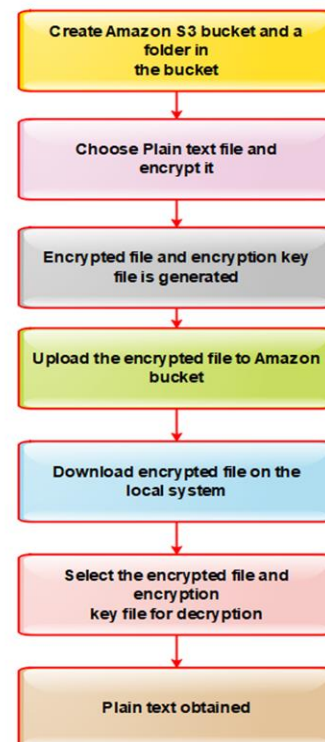 Create Amazon S3 bucket and a
folder in
the bucket
Choose Plain text file and
encrypt it
Encrypted file and encryption key
file is generated
Upload the encrypted file to Amazon
bucket
Download encrypted file on the
local system
Select the encrypted file and
encryption
key file for decryption
Plain text obtained